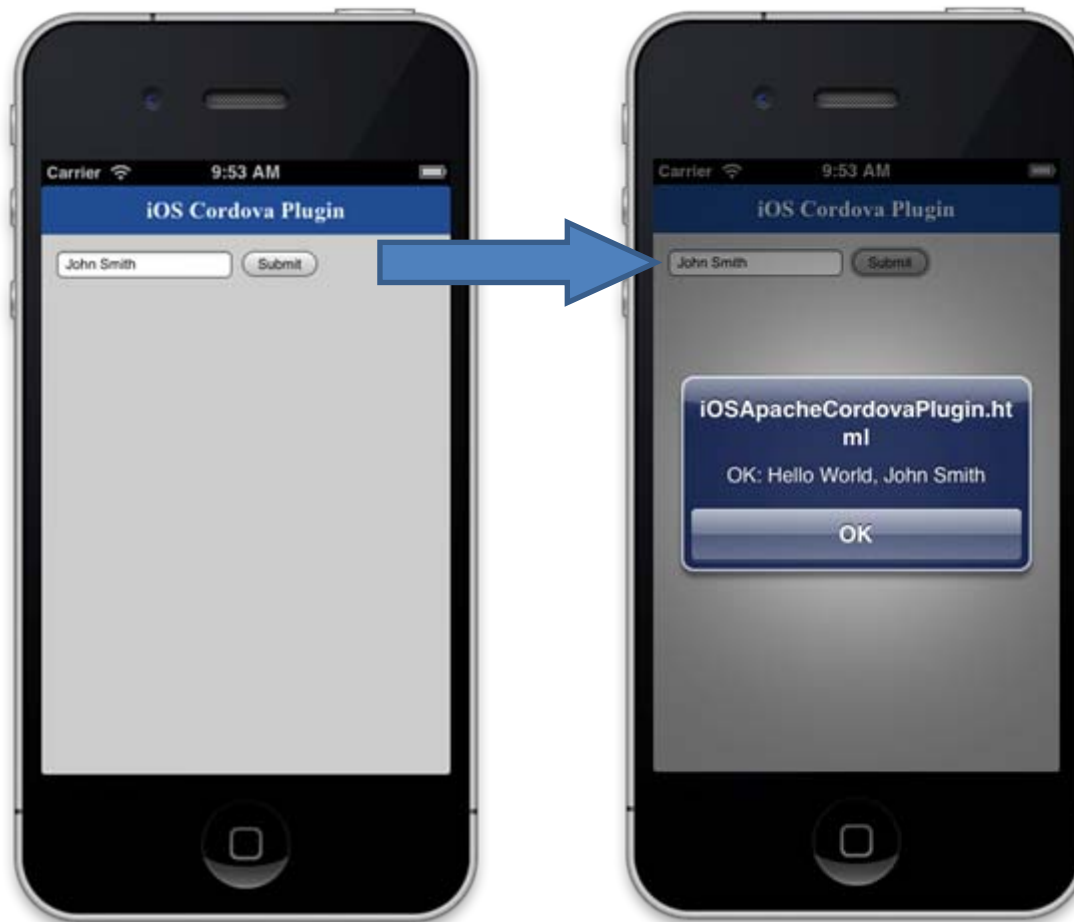 Carrier 9:53 AM
iOS Cordova Plugin
John Smith Submit
Carrier 9:53 AM
iOS Cordova Plugin
John Smith Submit
iOSApacheCordovaPlugin.ht
ml
OK: Hello World, John Smith
OK